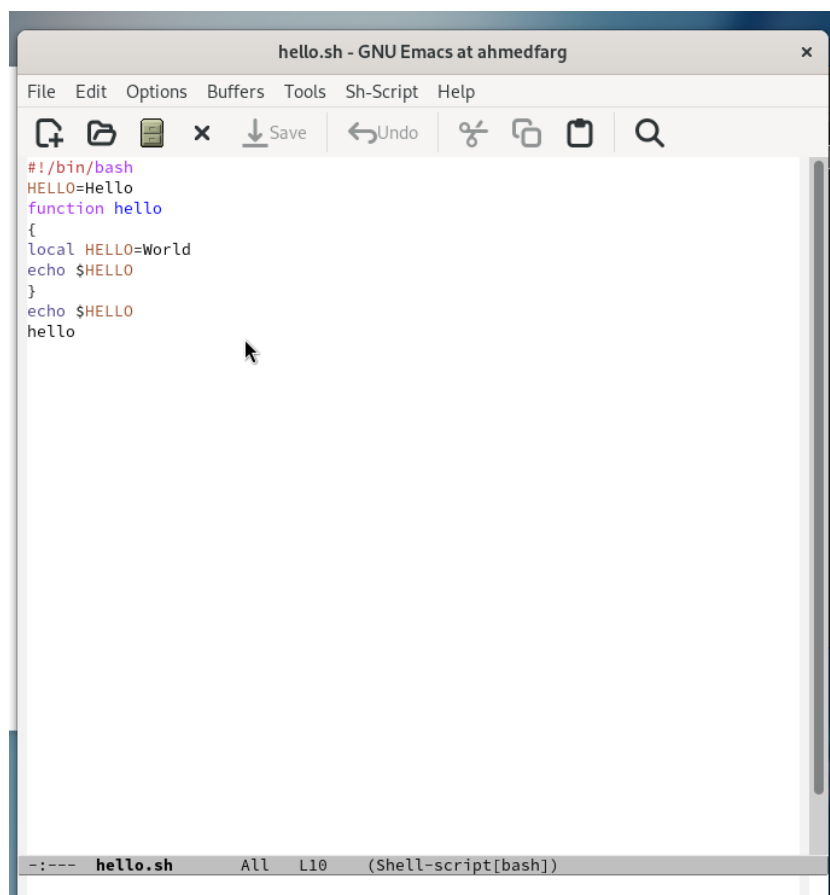 hello.sh - GNU Emacs at ahmedfarg
File Edit Options Buffers Tools Sh-Script Help
Save Undo
#!/bin/bash
HELLO=Hello
function hello
{
local HELLO=World
echo $HELLO
}
echo $HELLO
hello
-:--- hello.sh All L10 (Shell-script[bash])